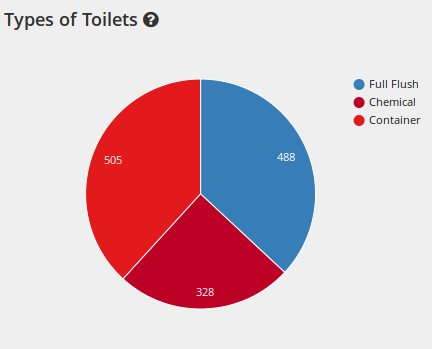 Types of Toilets ?
Full Flush
Chemical
Container
505
488
328